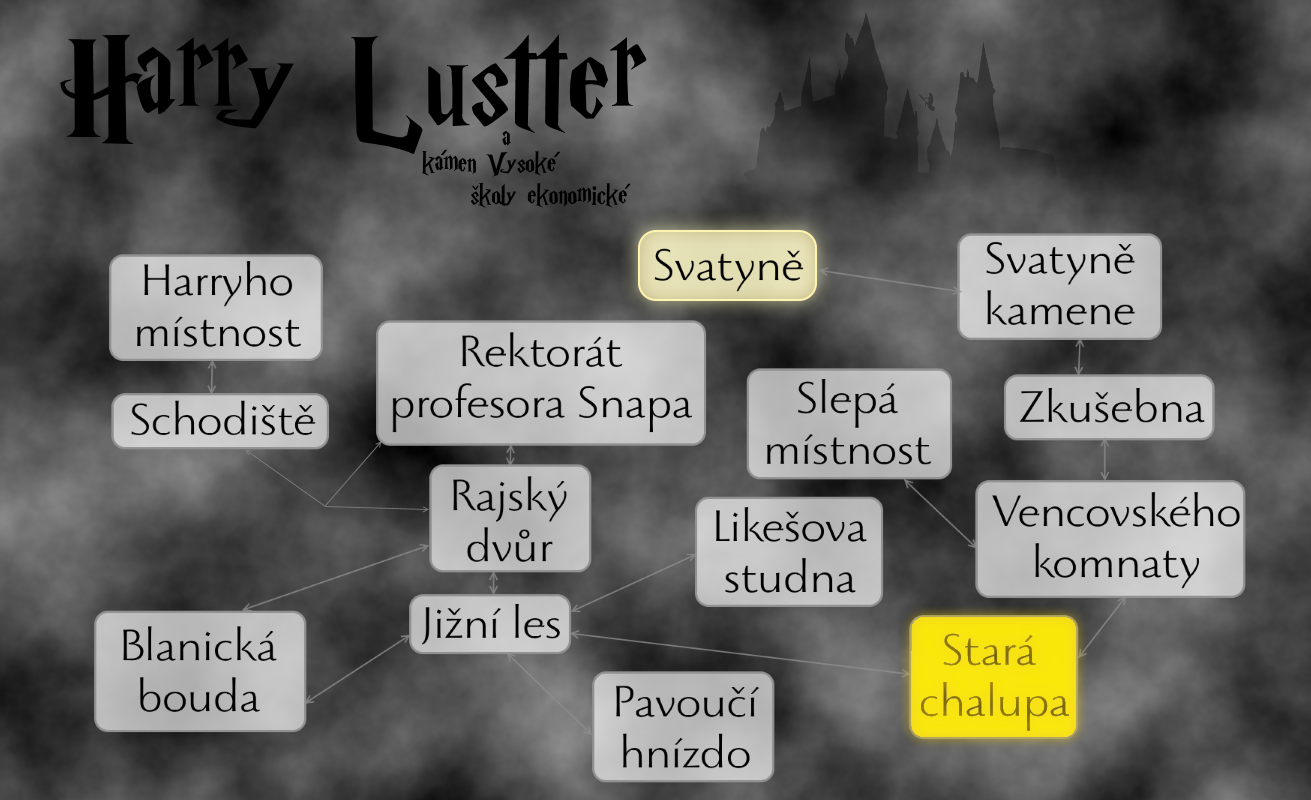 Harry Lustter
a
kámen Vysoké
školy ekonomické
Svatyně
Svatyně
kamene
Harryho
místnost
Rektorát
profesora Snapa
Slepá
místnost
Zkušebna
Schodiště
Rajský
dvůr
Likešova
studna
Vencovského
komnaty
Jižní les
Blanická
bouda
Stará
chalupa
Pavoučí
hnízdo